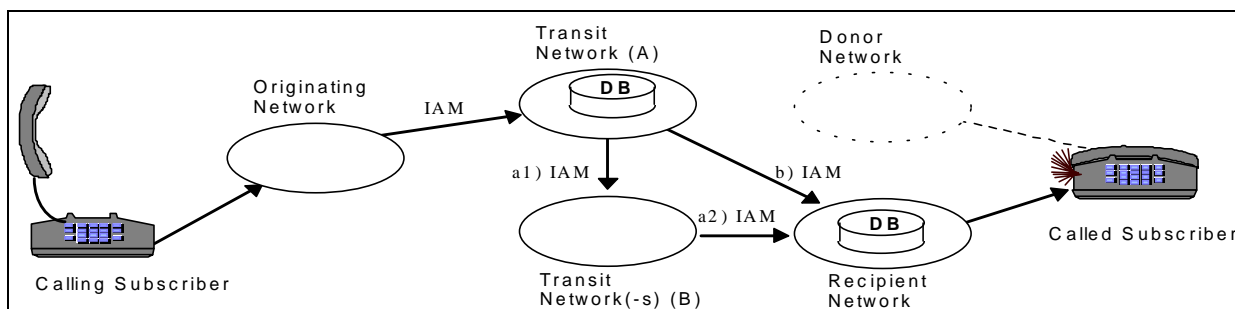 Transit
Network (A)
Donor
Network
Originating
Network
DB
IAM
a1) IAM
b) IAM
a2) IAM
DB
Calling Subscriber
Transit
Network(-s) (B)
Recipient
Network
Called Subscriber